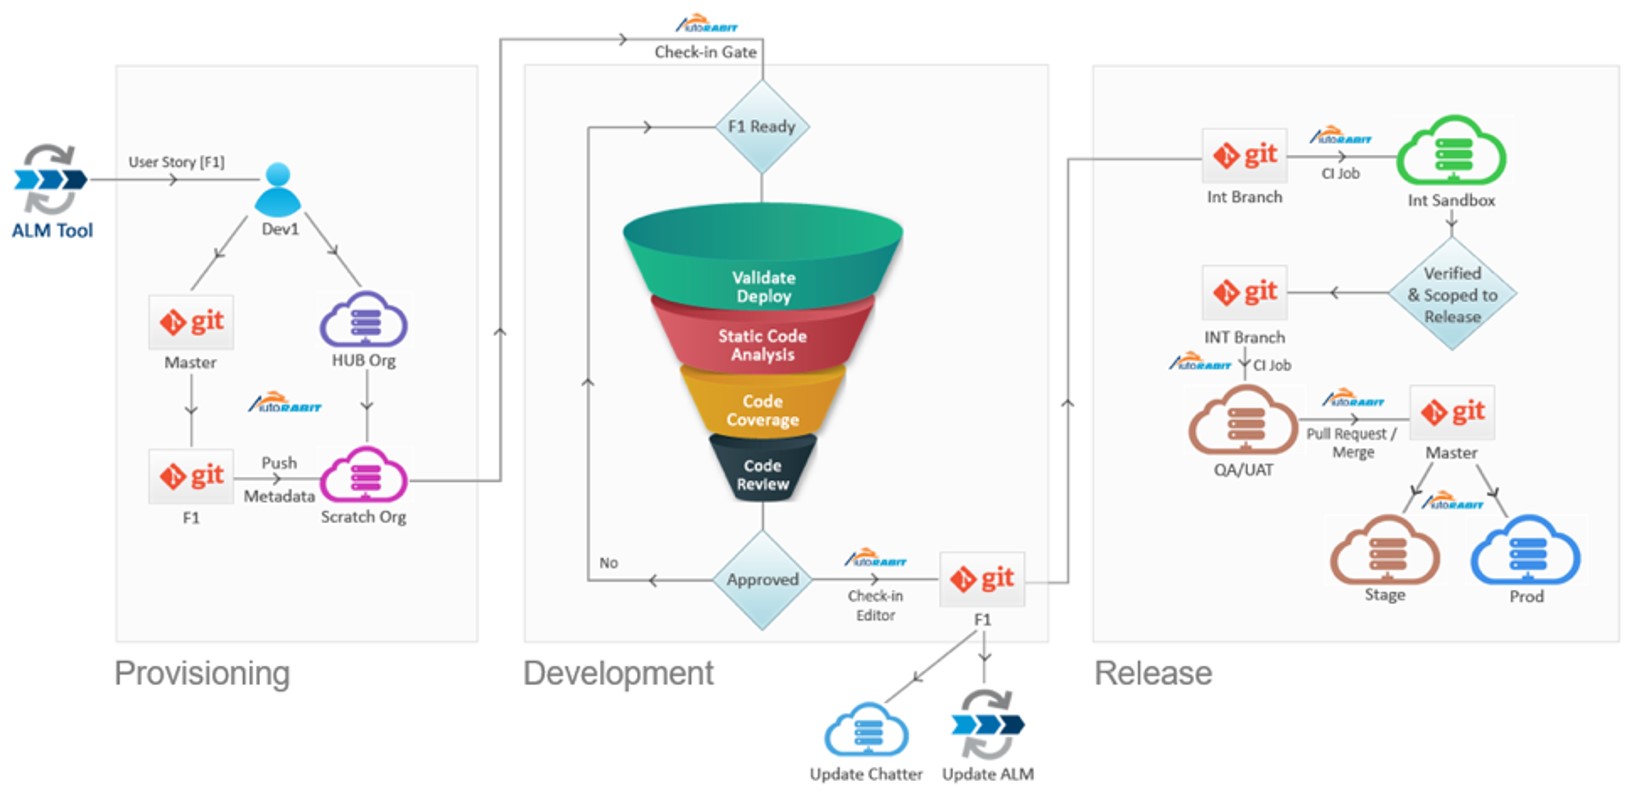 ALM Tool
User Story [F1]
Dev1
git
Master
HUB Org
AutoRABIT
git
F1
Push
Metadata
Scratch Org
Provisioning
AutoRABIT
Check-in Gate
F1 Ready
Validate
Deploy
Static Code
Analysis
Code
Coverage
Code
Review
Approved
No
AutoRABIT
Check-in
Editor
git
F1
Update Chatter
Update ALM
Development
git
Int Branch
AutoRABIT
CI Job
Int Sandbox
Verified
& Scoped to
Release
git
INT Branch
AutoRABIT
CI Job
QA/UAT
AutoRABIT
Pull Request /
Merge
git
Master
AutoRABIT
Stage
Prod
Release